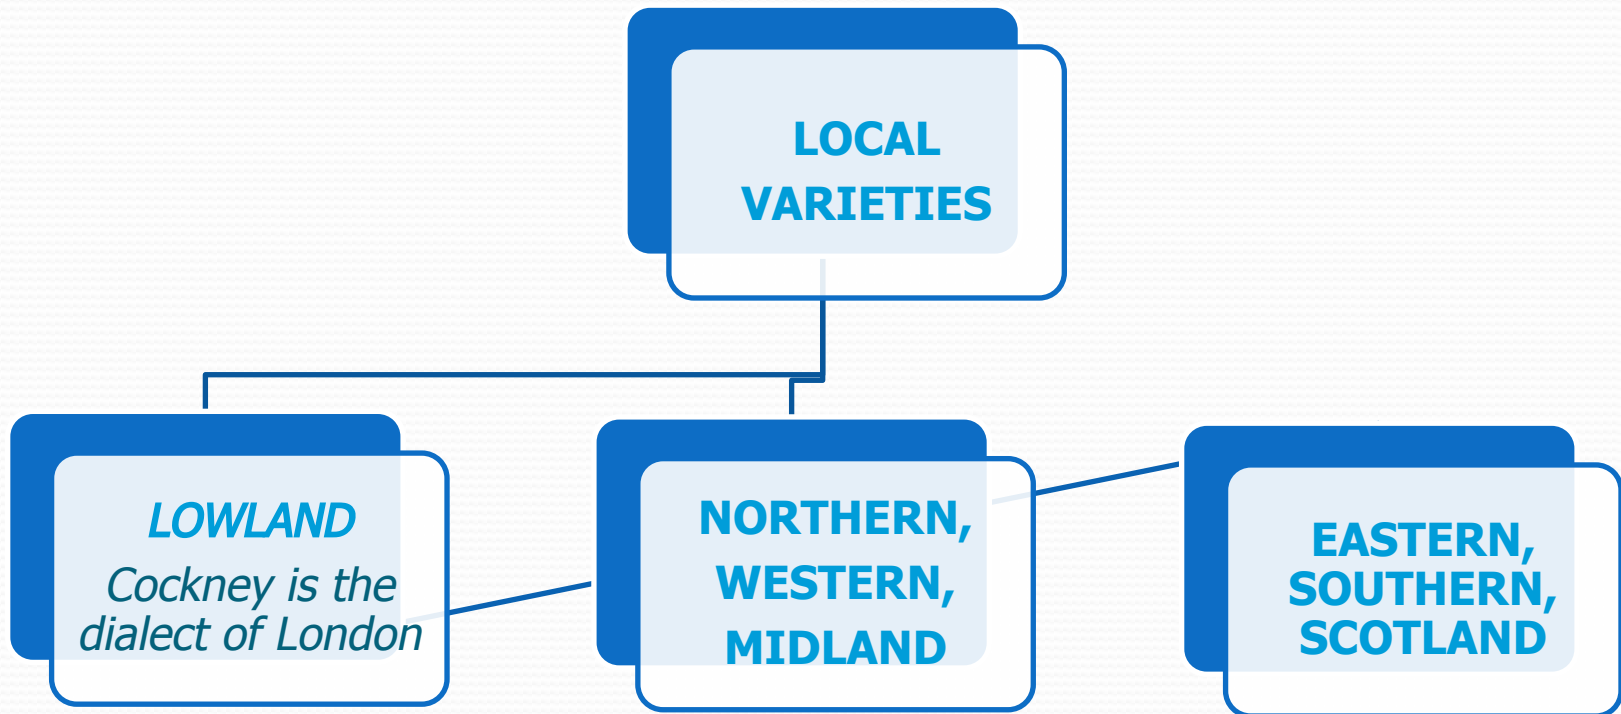 LOCAL
VARIETIES
LOWLAND
Cockney is the
dialect of London
NORTHERN,
WESTERN,
MIDLAND
EASTERN,
SOUTHERN,
SCOTLAND